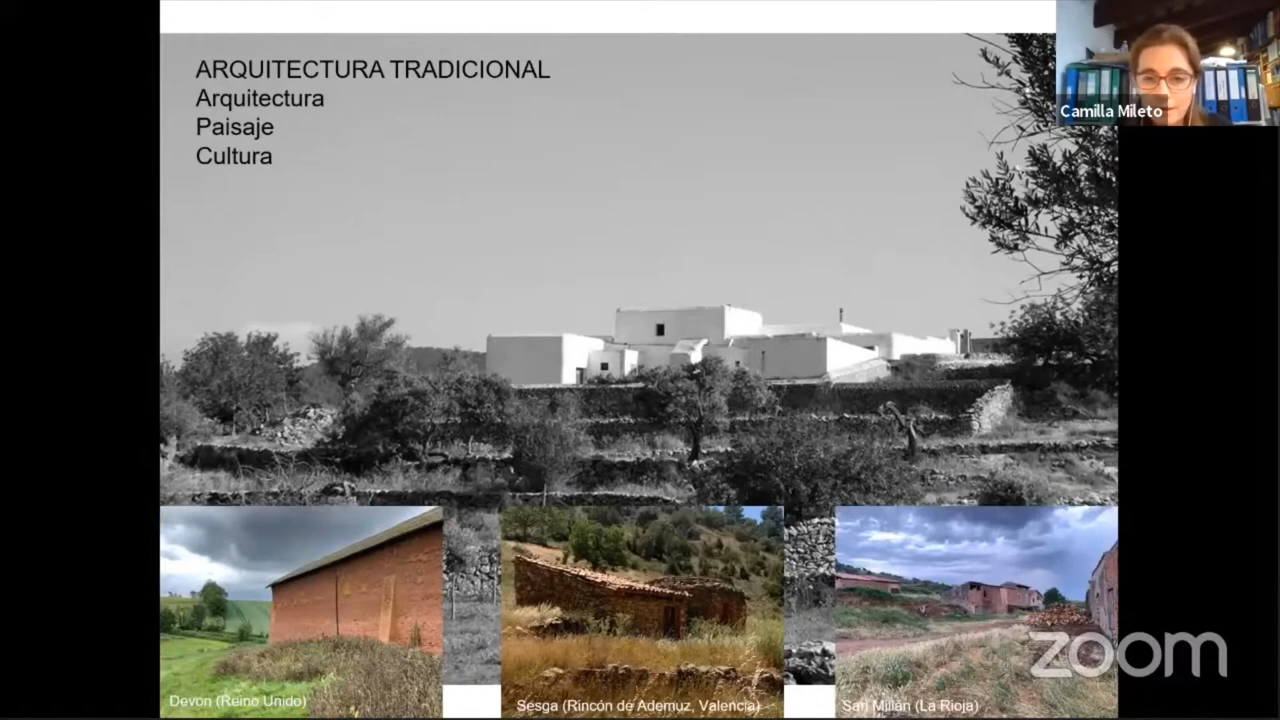 ARQUITECTURA TRADICIONAL
Arquitectura
Paisaje
Cultura
Camilla Mileto
Devon (Reino Unido)
Sesga (Rincón de Ademuz, Valencia)
San Millán (La Rioja)
zoom